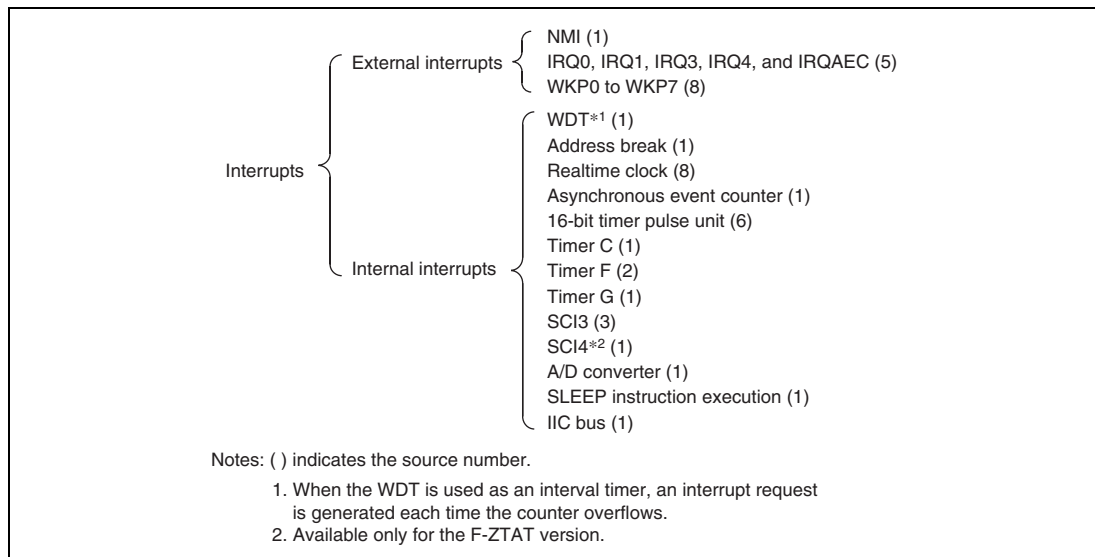 Interrupts
External interrupts
NMI (1)
IRQ0, IRQ1, IRQ3, IRQ4, and IRQAEC (5)
WKP0 to WKP7 (8)
Internal interrupts
WDT*1 (1)
Address break (1)
Realtime clock (8)
Asynchronous event counter (1)
16-bit timer pulse unit (6)
Timer C (1)
Timer F (2)
Timer G (1)
SCI3 (3)
SCI4*2 (1)
A/D converter (1)
SLEEP instruction execution (1)
IIC bus (1)
Notes: ( ) indicates the source number.
1. When the WDT is used as an interval timer, an interrupt request
is generated each time the counter overflows.
2. Available only for the F-ZTAT version.